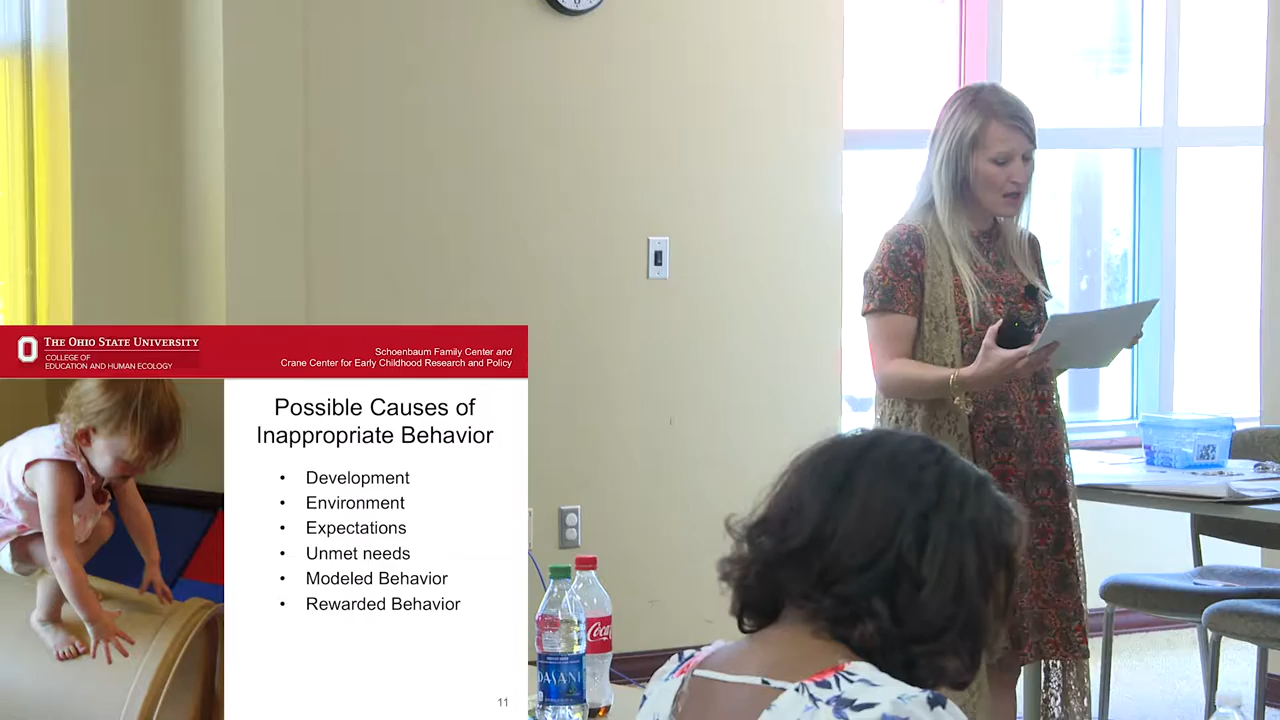 THE OHIO STATE UNIVERSITY
COLLEGE OF
EDUCATION AND HUMAN ECOLOGY
Schoenbaum Family Center and
Crane Center for Early Childhood Research and Policy
Possible Causes of
Inappropriate Behavior
• Development
• Environment
• Expectations
• Unmet needs
• Modeled Behavior
• Rewarded Behavior
11
Coca
DASANI